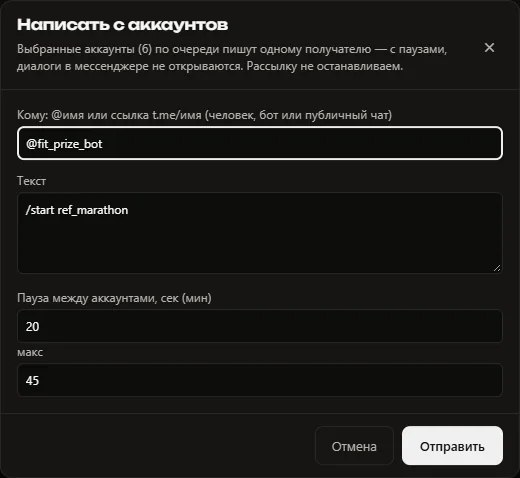 Написать с аккаунтов
Выбранные аккаунты (6) по очереди пишут одному получателю — с паузами,
диалоги в мессенджере не открываются. Рассылку не останавливаем.
Кому: @имя или ссылка t.me/имя (человек, бот или публичный чат)
@fit_prize_bot
Текст
/start ref_marathon
Пауза между аккаунтами, сек (мин)
20
макс
45
Отмена
Отправить